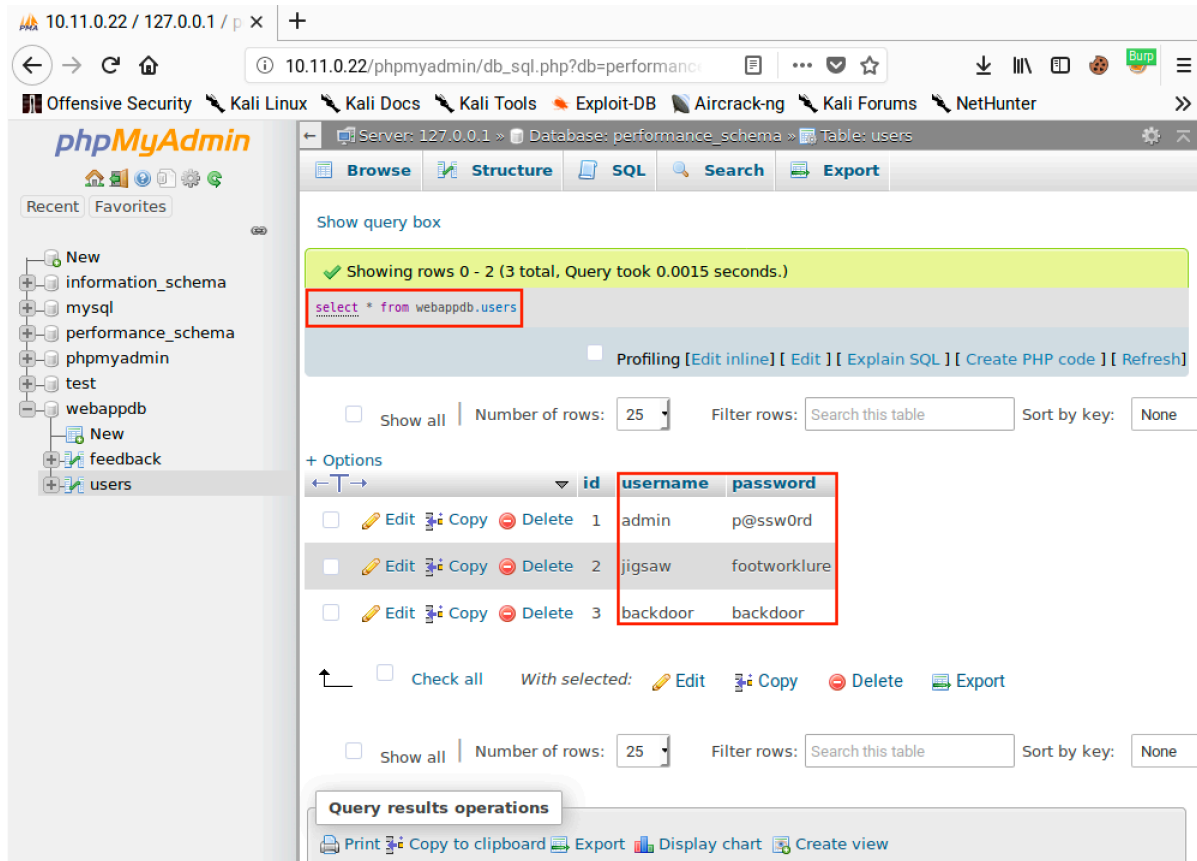 10.11.0.22 / 127.0.0.1 / p
10.11.0.22/phpmyadmin/db_sql.php?db=performanc
Burp
Offensive Security Kali Linux Kali Docs Kali Tools Exploit-DB Aircrack-ng Kali Forums NetHunter
phpMyAdmin
Recent Favorites
New
information_schema
mysql
performance_schema
phpmyadmin
test
webappdb
New
feedback
users
Server: 127.0.0.1 » Database: performance_schema » Table: users
Browse Structure SQL Search Export
Show query box
Showing rows 0 - 2 (3 total, Query took 0.0015 seconds.)
select * from webappdb.users
Profiling [Edit inline] [ Edit ] [ Explain SQL ] [ Create PHP code ] [ Refresh]
Show all | Number of rows: 25 Filter rows: Search this table Sort by key: None
+ Options
←T→ id username password
Edit Copy Delete 1 admin p@ssw0rd
Edit Copy Delete 2 jigsaw footworklure
Edit Copy Delete 3 backdoor backdoor
Check all With selected: Edit Copy Delete Export
Show all | Number of rows: 25 Filter rows: Search this table Sort by key: None
Query results operations
Print Copy to clipboard Export Display chart Create view